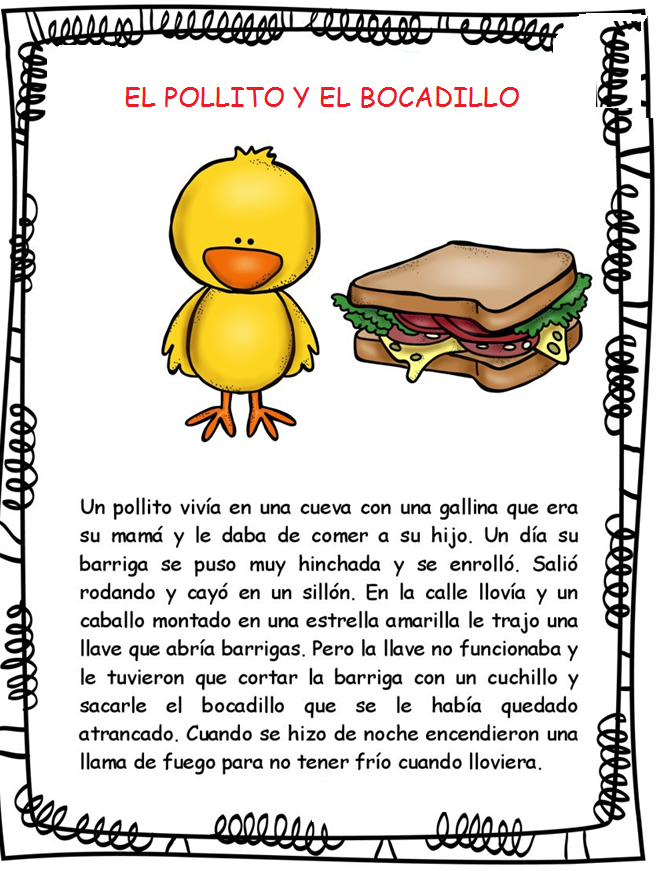 EL POLLITO Y EL BOCADILLO
Un pollito vivía en una cueva con una gallina que era
su mamá y le daba de comer a su hijo. Un día su
barriga se puso muy hinchada y se enrolló. Salió
rodando y cayó en un sillón. En la calle llovía y un
caballo montado en una estrella amarilla le trajo una
llave que abría barrigas. Pero la llave no funcionaba y
le tuvieron que cortar la barriga con un cuchillo y
sacarle el bocadillo que se le había quedado
atrancado. Cuando se hizo de noche encendieron una
llama de fuego para no tener frío cuando lloviera.